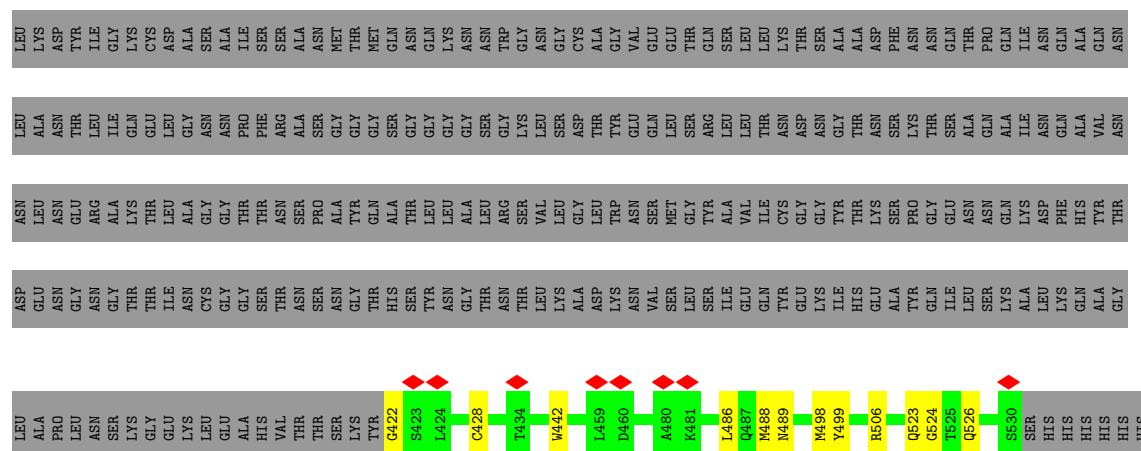 LEU LYS ASP TYR ILE GLY LYS CYS ASP ALA SER ALA ILE SER SER ALA ASN MET THR MET GLN ASN GLN LYS ASN ASN TRP GLY ASN GLY CYS ALA GLY VAL GLU GLU THR GLN SER LEU LEU LYS THR SER ALA ALA ASP PHE ASN ASN GLN THR PRO GLN ILE ASN GLN ALA GLN ASN
LEU ALA ASN THR LEU ILE GLN GLU LEU GLY ASN ASN PRO PHE ARG ALA SER GLY GLY GLY SER GLY GLY GLY GLY SER GLY LYS LEU SER ASP THR TYR GLU GLN LEU SER ARG LEU LEU THR ASN ASP ASN GLY THR ASN SER LYS THR SER ALA GLN ALA ILE ASN GLN ALA VAL ASN
ASN LEU ASN GLU ARG ALA LYS THR LEU ALA GLY GLY THR THR ASN SER PRO ALA TYR GLN ALA THR LEU LEU ALA LEU ARG SER VAL LEU GLY LEU TRP ASN SER MET GLY TYR ALA VAL ILE CYS GLY GLY TYR THR LYS SER PRO GLY GLU ASN ASN GLN LYS ASP PHE HIS TYR THR
ASP GLU ASN GLY ASN GLY THR THR ILE ASN CYS GLY GLY SER THR ASN SER ASN GLY THR HIS SER TYR ASN GLY THR ASN THR LEU LYS ALA ASP LYS ASN VAL SER LEU SER ILE GLU GLN TYR GLU LYS ILE HIS GLU ALA TYR GLN ILE LEU SER LYS ALA LEU LYS GLN ALA GLY
LEU ALA PRO LEU ASN SER LYS GLY GLU LYS LEU GLU ALA HIS VAL THR THR SER LYS TYR G422 S423 L424 C428 T434 W442 L459 D460 A480 K481 L486 Q487 M488 N489 M498 Y499 R506 Q523 G524 T525 Q526 S530 SER HIS HIS HIS HIS HIS HIS